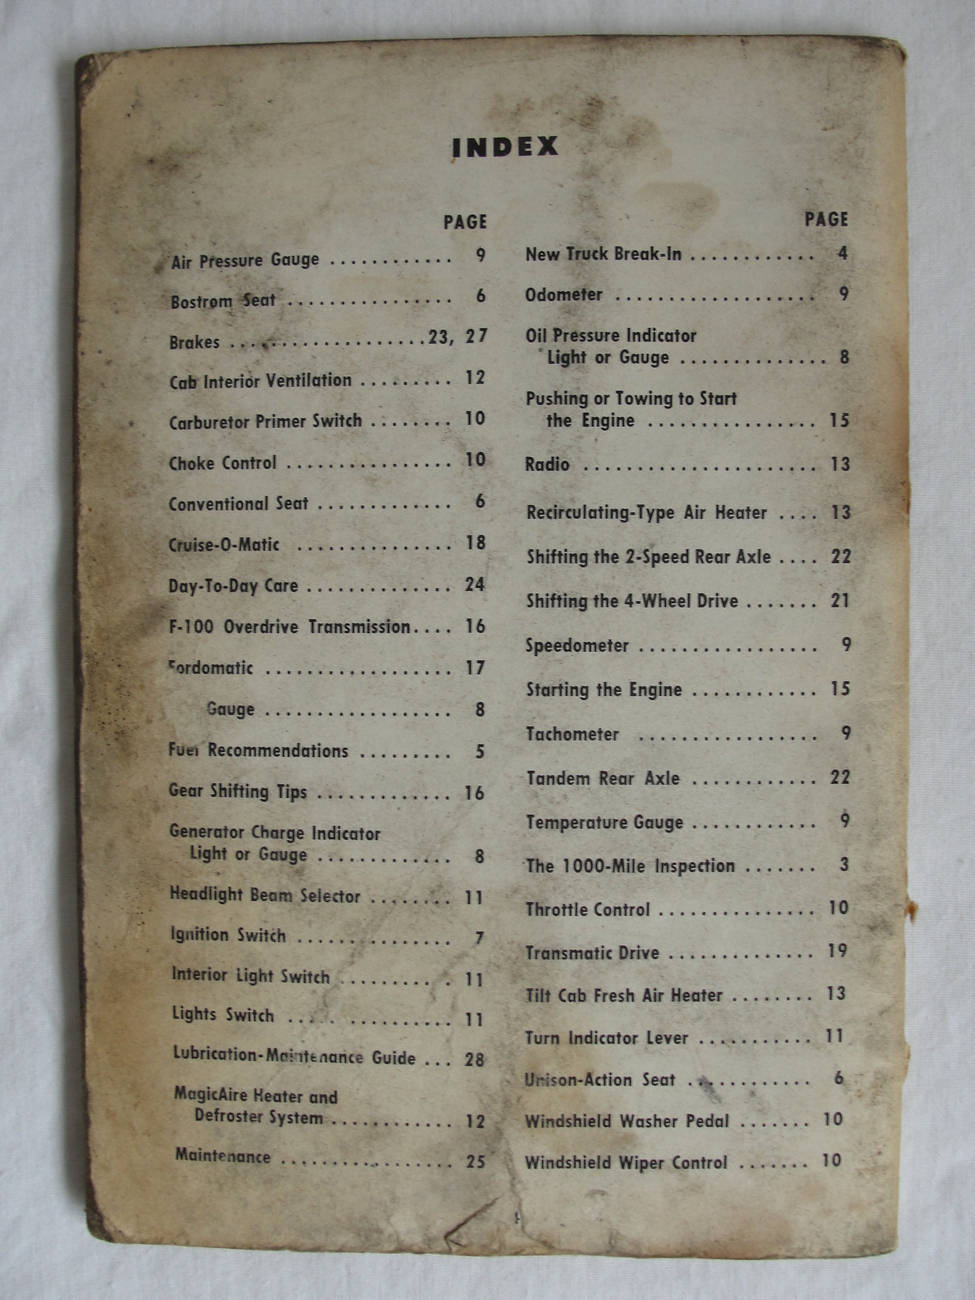 INDEX
PAGE
Air Pressure Gauge ............ 9
Bostrom Seat ................ 6
Brakes ...................23, 27
Cab Interior Ventilation ......... 12
Carburetor Primer Switch ........ 10
Choke Control ................ 10
Conventional Seat ............. 6
Cruise-O-Matic ............... 18
Day-To-Day Care .............. 24
F-100 Overdrive Transmission.... 16
Fordomatic .................. 17
Gauge .................. 8
Fuel Recommendations ......... 5
Gear Shifting Tips ............. 16
Generator Charge Indicator
Light or Gauge ............. 8
Headlight Beam Selector ........ 11
Ignition Switch ............... 7
Interior Light Switch ........... 11
Lights Switch ............... 11
Lubrication-Maintenance Guide ... 28
MagicAire Heater and
Defroster System ............ 12
Maintenance ................. 25
PAGE
New Truck Break-In ............ 4
Odometer ................... 9
Oil Pressure Indicator
Light or Gauge .............. 8
Pushing or Towing to Start
the Engine ................ 15
Radio ....................... 13
Recirculating-Type Air Heater .... 13
Shifting the 2-Speed Rear Axle .... 22
Shifting the 4-Wheel Drive ....... 21
Speedometer ................. 9
Starting the Engine ............ 15
Tachometer ................. 9
Tandem Rear Axle ............ 22
Temperature Gauge ............ 9
The 1000-Mile Inspection ....... 3
Throttle Control ............... 10
Transmatic Drive .............. 19
Tilt Cab Fresh Air Heater ........ 13
Turn Indicator Lever ........... 11
Unison-Action Seat ............ 6
Windshield Washer Pedal ....... 10
Windshield Wiper Control ....... 10